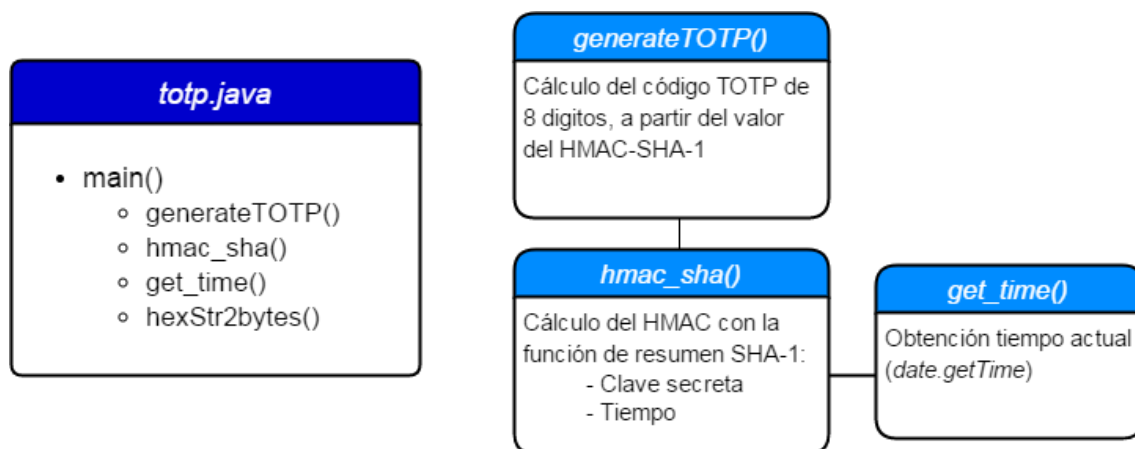 totp.java
• main()
◦ generateTOTP()
◦ hmac_sha()
◦ get_time()
◦ hexStr2bytes()
generateTOTP()
Cálculo del código TOTP de
8 digitos, a partir del valor
del HMAC-SHA-1
hmac_sha()
Cálculo del HMAC con la
función de resumen SHA-1:
- Clave secreta
- Tiempo
get_time()
Obtención tiempo actual
(date.getTime)